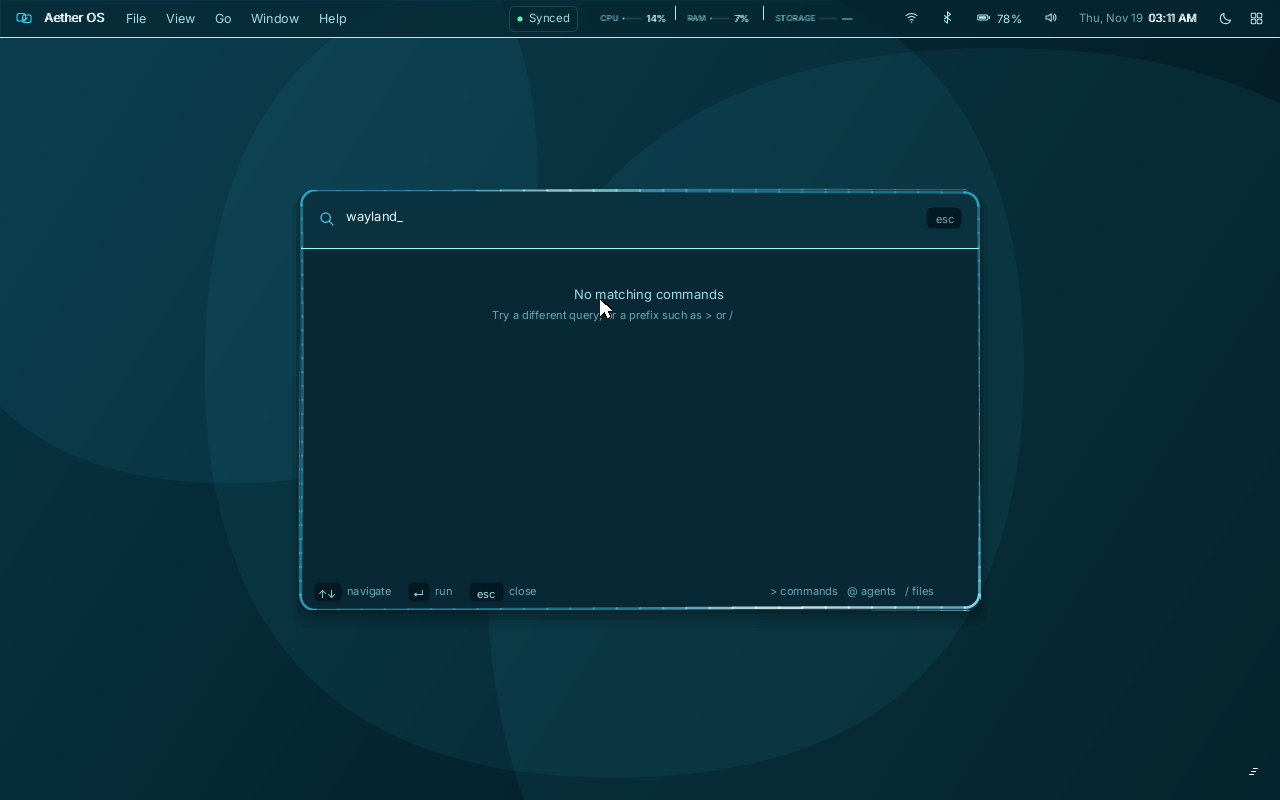 Aether OS File View Go Window Help Synced CPU 14% RAM 7% STORAGE — 78% Thu, Nov 19 03:11 AM
wayland_ esc
No matching commands
Try a different query, or a prefix such as > or /
↑↓ navigate ↵ run esc close > commands @ agents / files